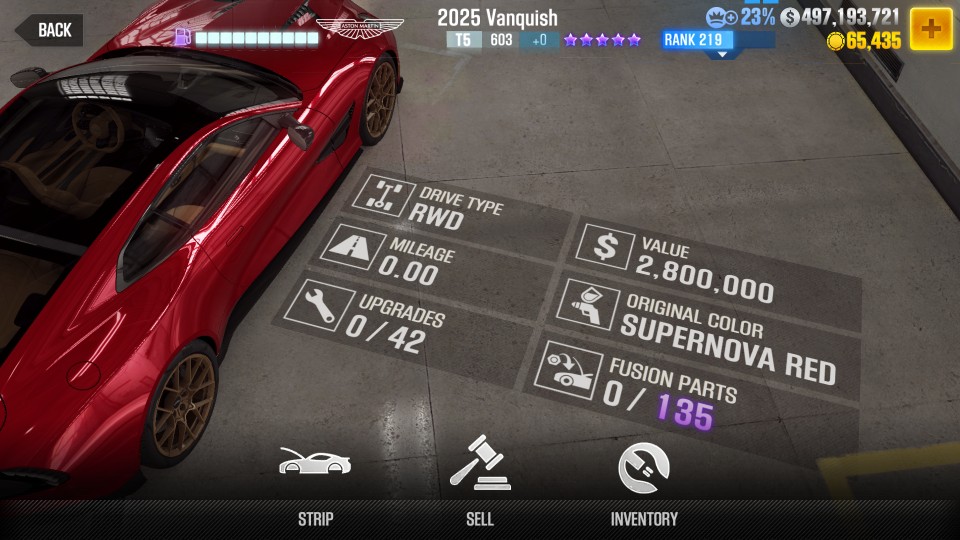 BACK
ASTON MARTIN
2025 Vanquish
T5 603 +0
23%
$497,193,721
RANK 219
65,435
DRIVE TYPE
RWD
MILEAGE
0.00
UPGRADES
0 / 42
$ VALUE
2,800,000
ORIGINAL COLOR
SUPERNOVA RED
FUSION PARTS
0 / 135
STRIP
SELL
INVENTORY